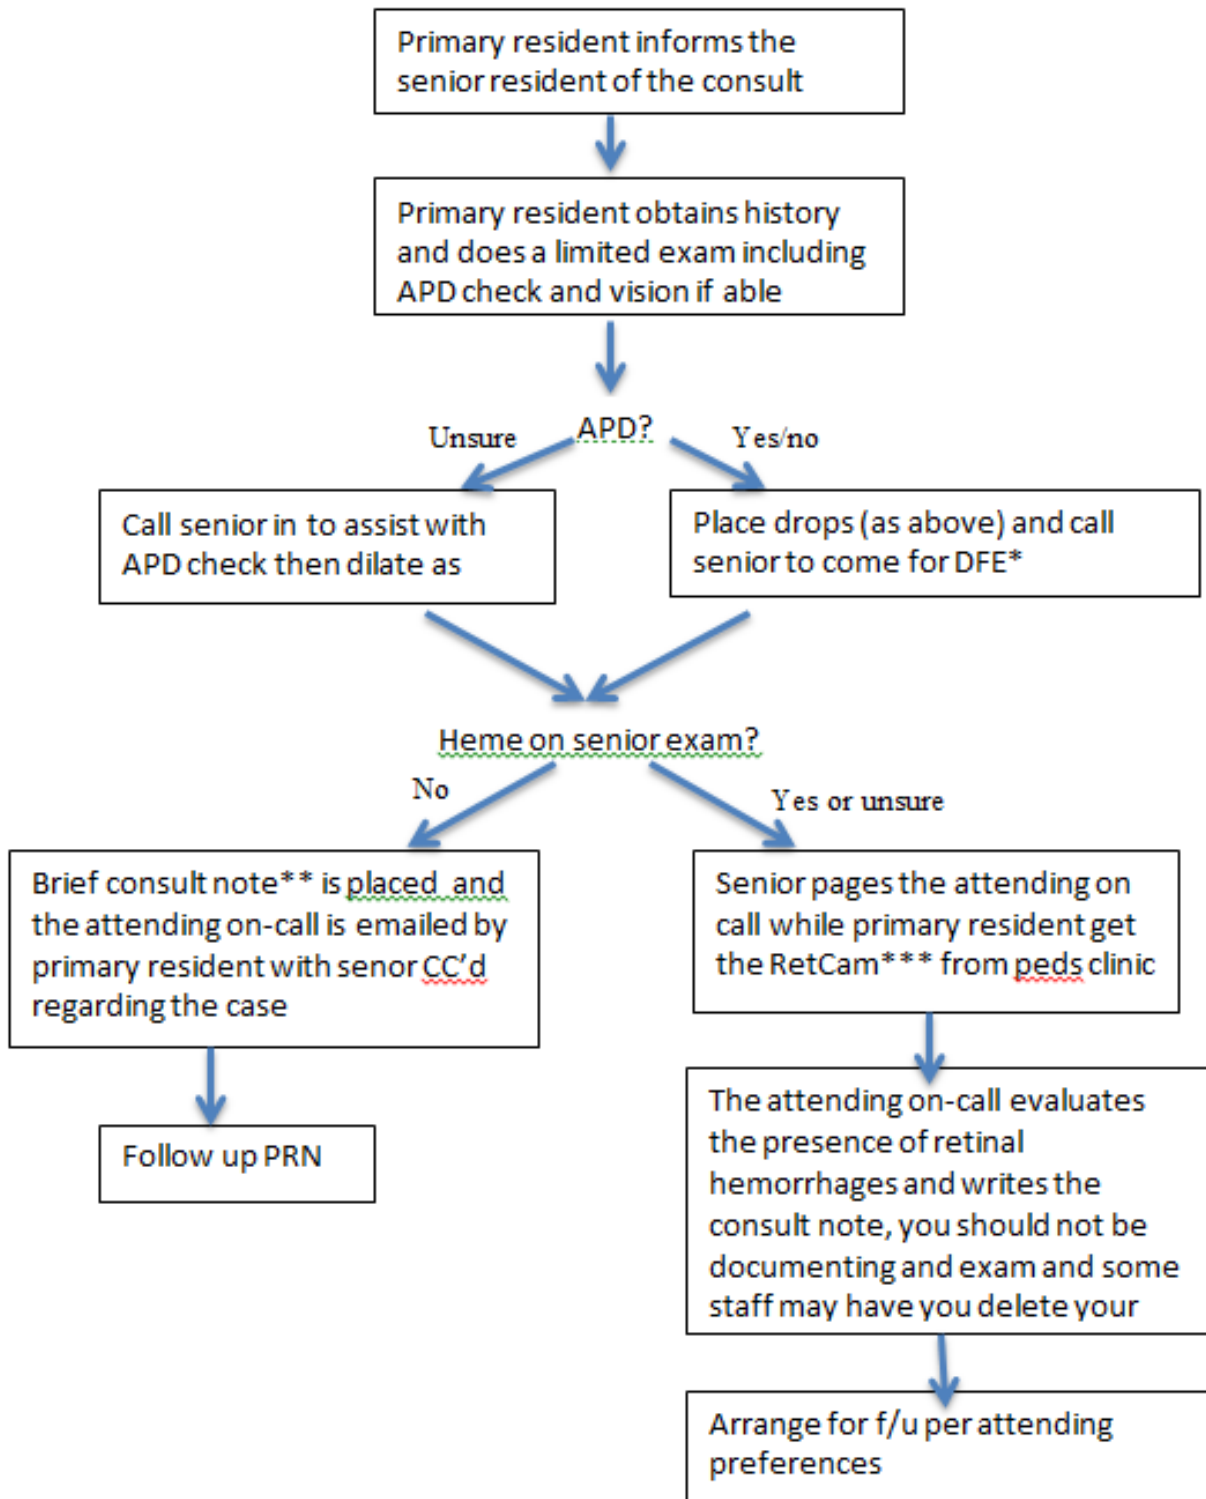 Primary resident informs the
senior resident of the consult
Primary resident obtains history
and does a limited exam including
APD check and vision if able
APD?
Unsure
Yes/no
Call senior in to assist with
APD check then dilate as
Place drops (as above) and call
senior to come for DFE*
Heme on senior exam?
No
Yes or unsure
Brief consult note** is placed and
the attending on-call is emailed by
primary resident with senor CC'd
regarding the case
Senior pages the attending on
call while primary resident get
the RetCam*** from peds clinic
Follow up PRN
The attending on-call evaluates
the presence of retinal
hemorrhages and writes the
consult note, you should not be
documenting and exam and some
staff may have you delete your
Arrange for f/u per attending
preferences